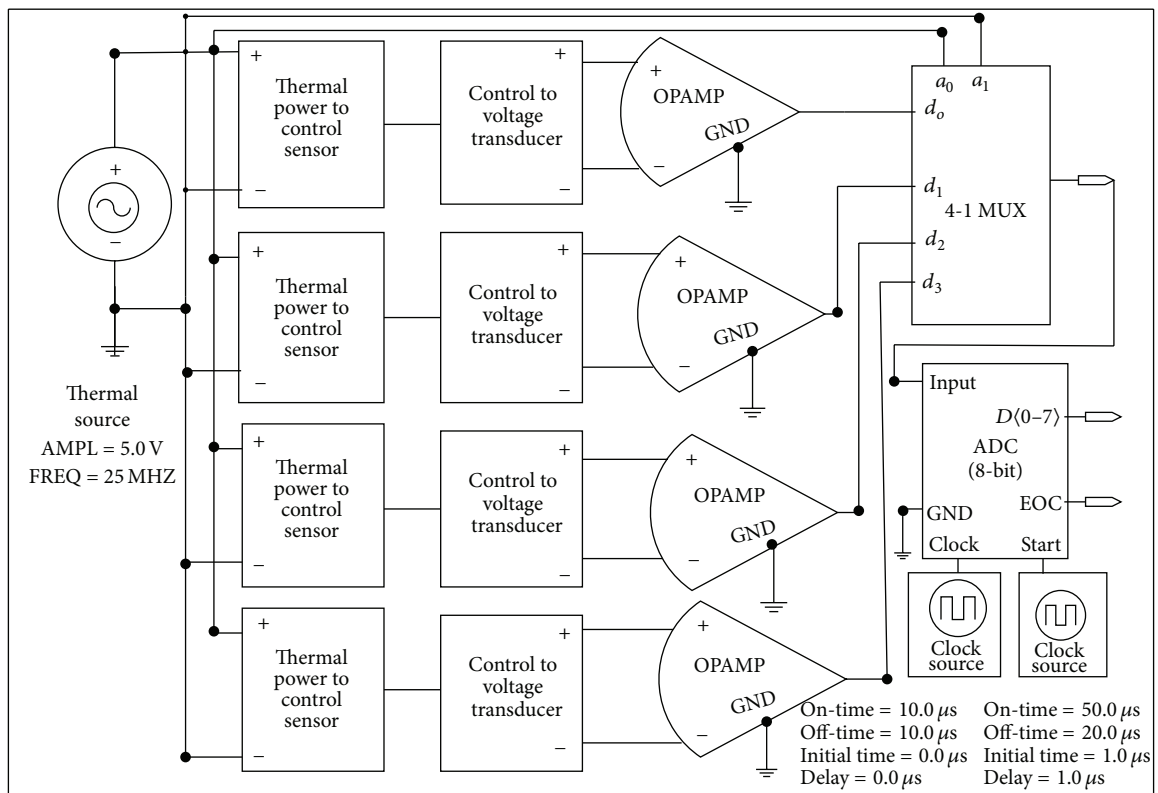 +
Thermal
power to
control
sensor
−
+
Control to
voltage
transducer
−
+
OPAMP
GND
−
a0 a1
do
d1
4-1 MUX
d2
d3
+
−
Thermal
source
AMPL = 5.0 V
FREQ = 25 MHZ
+
Thermal
power to
control
sensor
−
+
Control to
voltage
transducer
−
+
OPAMP
GND
−
+
Thermal
power to
control
sensor
−
+
Control to
voltage
transducer
−
+
OPAMP
GND
−
+
Thermal
power to
control
sensor
−
+
Control to
voltage
transducer
−
+
OPAMP
GND
−
Input
D⟨0–7⟩
ADC
(8-bit)
EOC
GND
Clock Start
Clock
source
Clock
source
On-time = 10.0 μs
Off-time = 10.0 μs
Initial time = 0.0 μs
Delay = 0.0 μs
On-time = 50.0 μs
Off-time = 20.0 μs
Initial time = 1.0 μs
Delay = 1.0 μs